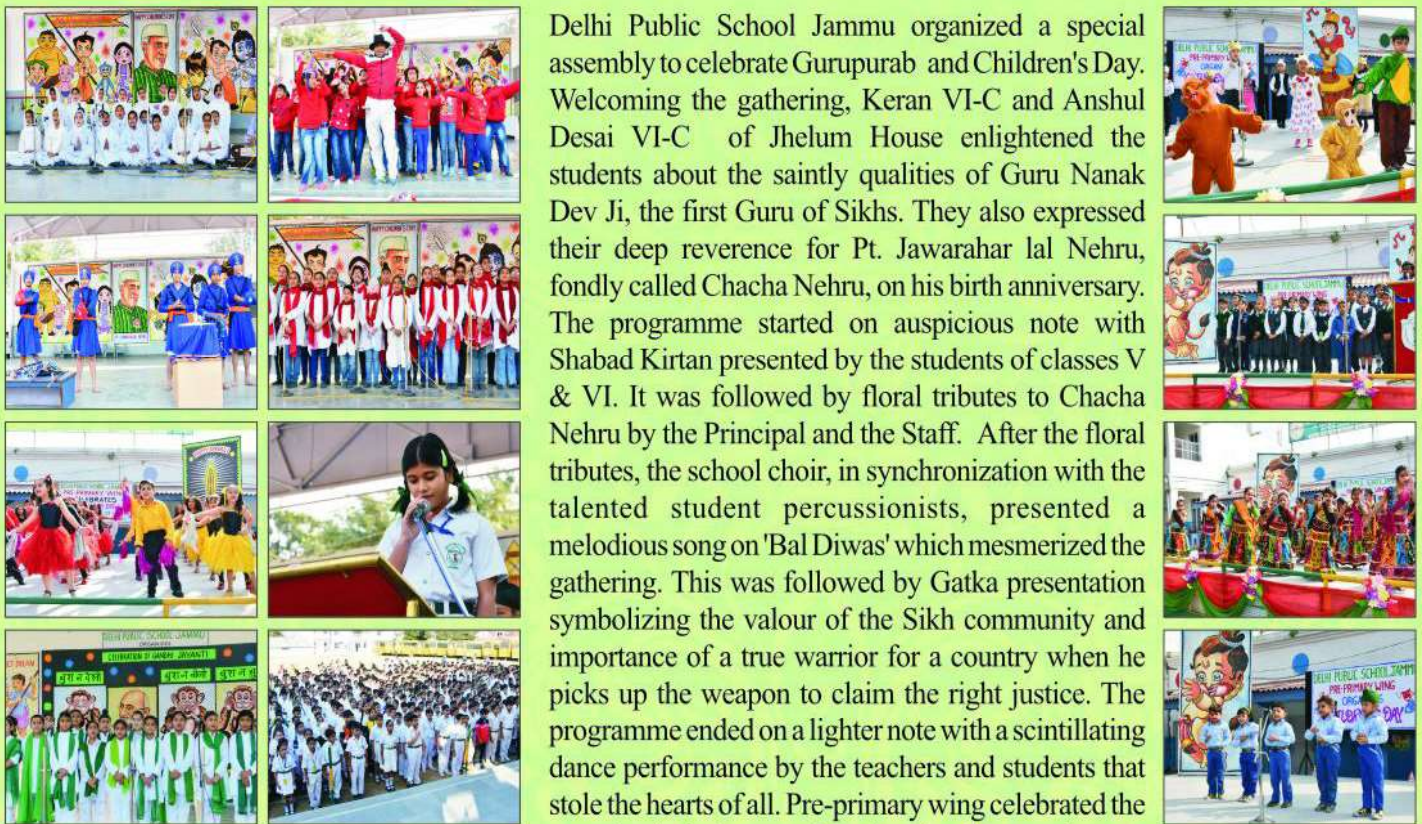 Delhi Public School Jammu organized a special
assembly to celebrate Gurupurab and Children's Day.
Welcoming the gathering, Keran VI-C and Anshul
Desai VI-C of Jhelum House enlightened the
students about the saintly qualities of Guru Nanak
Dev Ji, the first Guru of Sikhs. They also expressed
their deep reverence for Pt. Jawarahar lal Nehru,
fondly called Chacha Nehru, on his birth anniversary.
The programme started on auspicious note with
Shabad Kirtan presented by the students of classes V
& VI. It was followed by floral tributes to Chacha
Nehru by the Principal and the Staff. After the floral
tributes, the school choir, in synchronization with the
talented student percussionists, presented a
melodious song on 'Bal Diwas' which mesmerized the
gathering. This was followed by Gatka presentation
symbolizing the valour of the Sikh community and
importance of a true warrior for a country when he
picks up the weapon to claim the right justice. The
programme ended on a lighter note with a scintillating
dance performance by the teachers and students that
stole the hearts of all. Pre-primary wing celebrated the
DELHI PUBLIC SCHOOL JAMMU
CELEBRATION OF GANDHI JAYANTI
DELHI PUBLIC SCHOOL JAMMU
PRE-PRIMARY WING